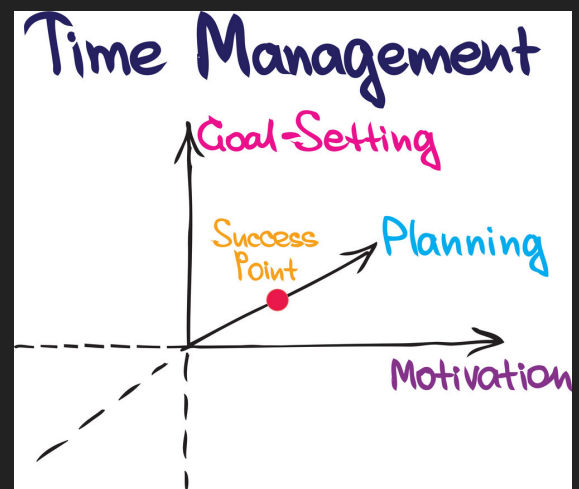 Time Management
Goal-Setting
Success
Point
Planning
Motivation